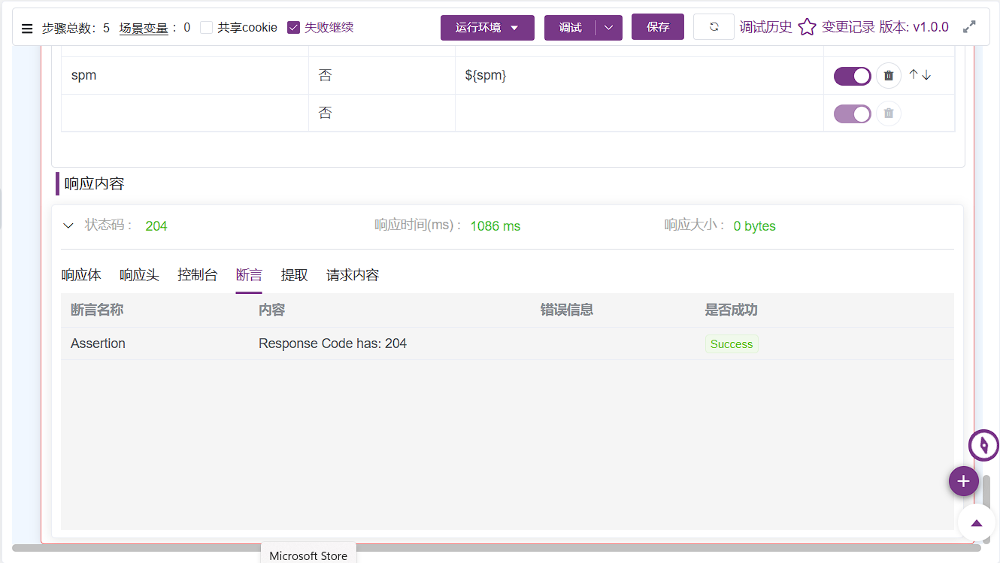 步骤总数: 5 场景变量 : 0 共享cookie 失败继续 运行环境 调试 保存 调试历史 变更记录 版本: v1.0.0
spm 否 ${spm}
否
响应内容
状态码 : 204 响应时间(ms) : 1086 ms 响应大小 : 0 bytes
响应体 响应头 控制台 断言 提取 请求内容
断言名称 内容 错误信息 是否成功
Assertion Response Code has: 204 Success
Microsoft Store